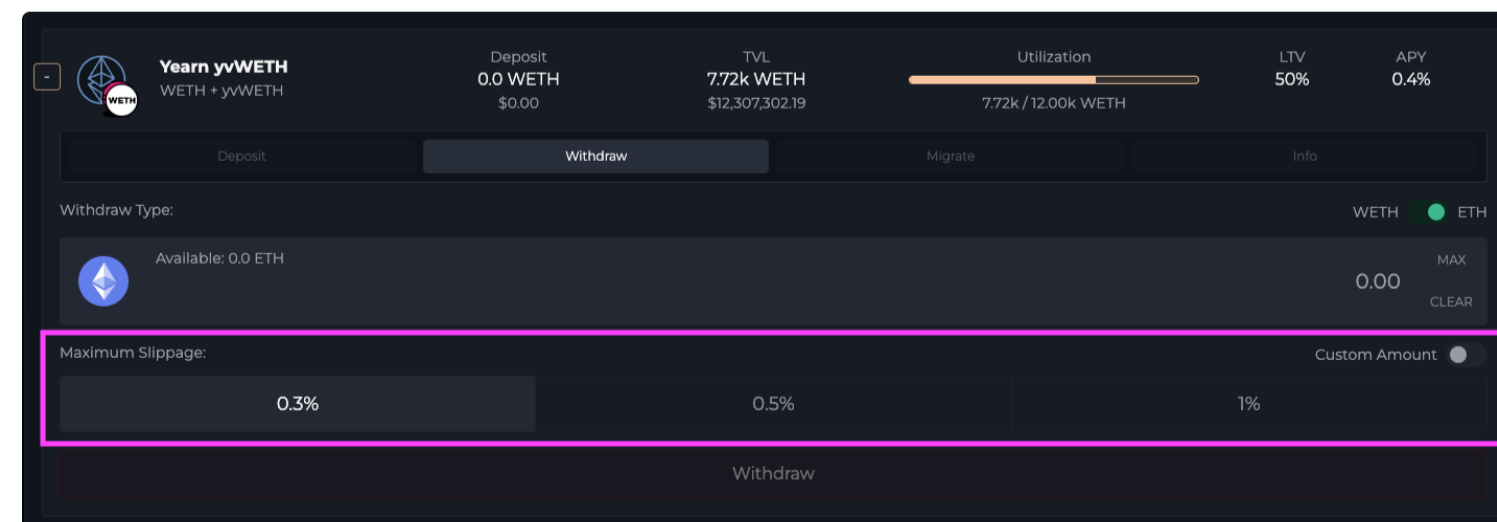 -
WETH
Yearn yvWETH
WETH + yvWETH
Deposit
0.0 WETH
$0.00
TVL
7.72k WETH
$12,307,302.19
Utilization
7.72k / 12.00k WETH
LTV
50%
APY
0.4%
Deposit
Withdraw
Migrate
Info
Withdraw Type:
WETH
ETH
Available: 0.0 ETH
0.00
MAX
CLEAR
Maximum Slippage:
Custom Amount
0.3%
0.5%
1%
Withdraw